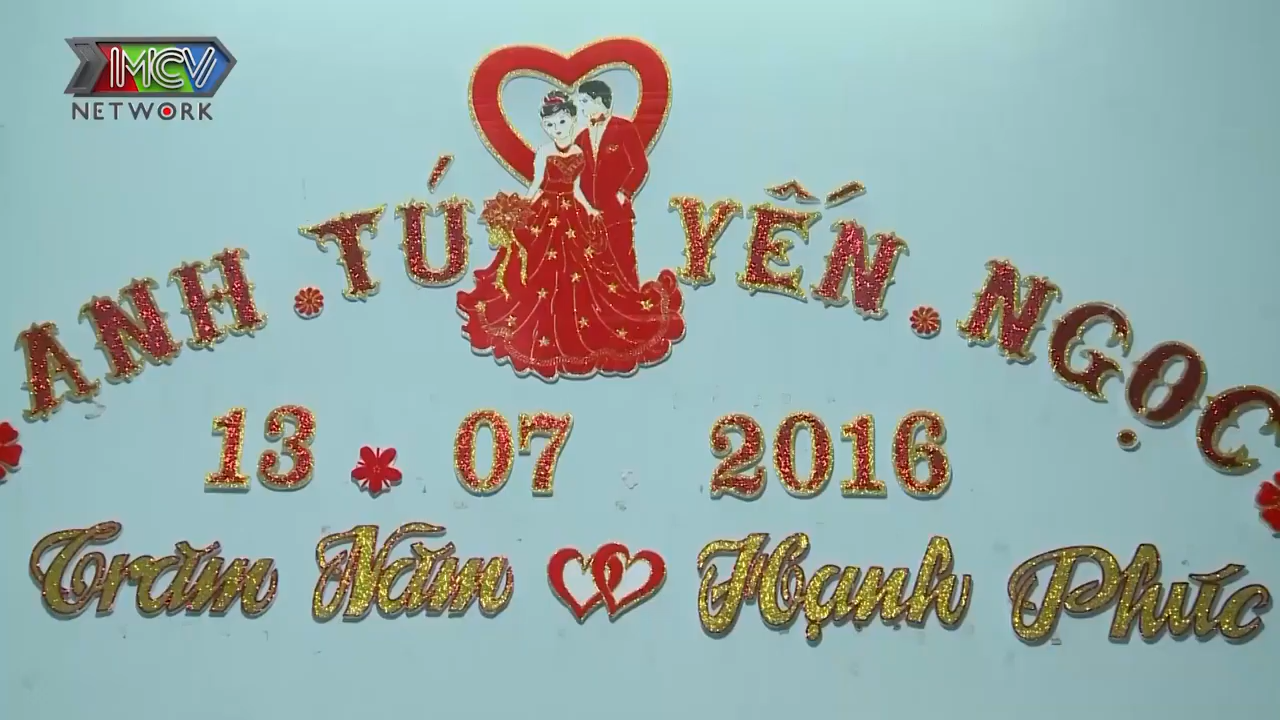 MCV
NETWORK
ANH.TÚ YẾN.NGỌC
13 07 2016
Trăm Năm Hạnh Phúc